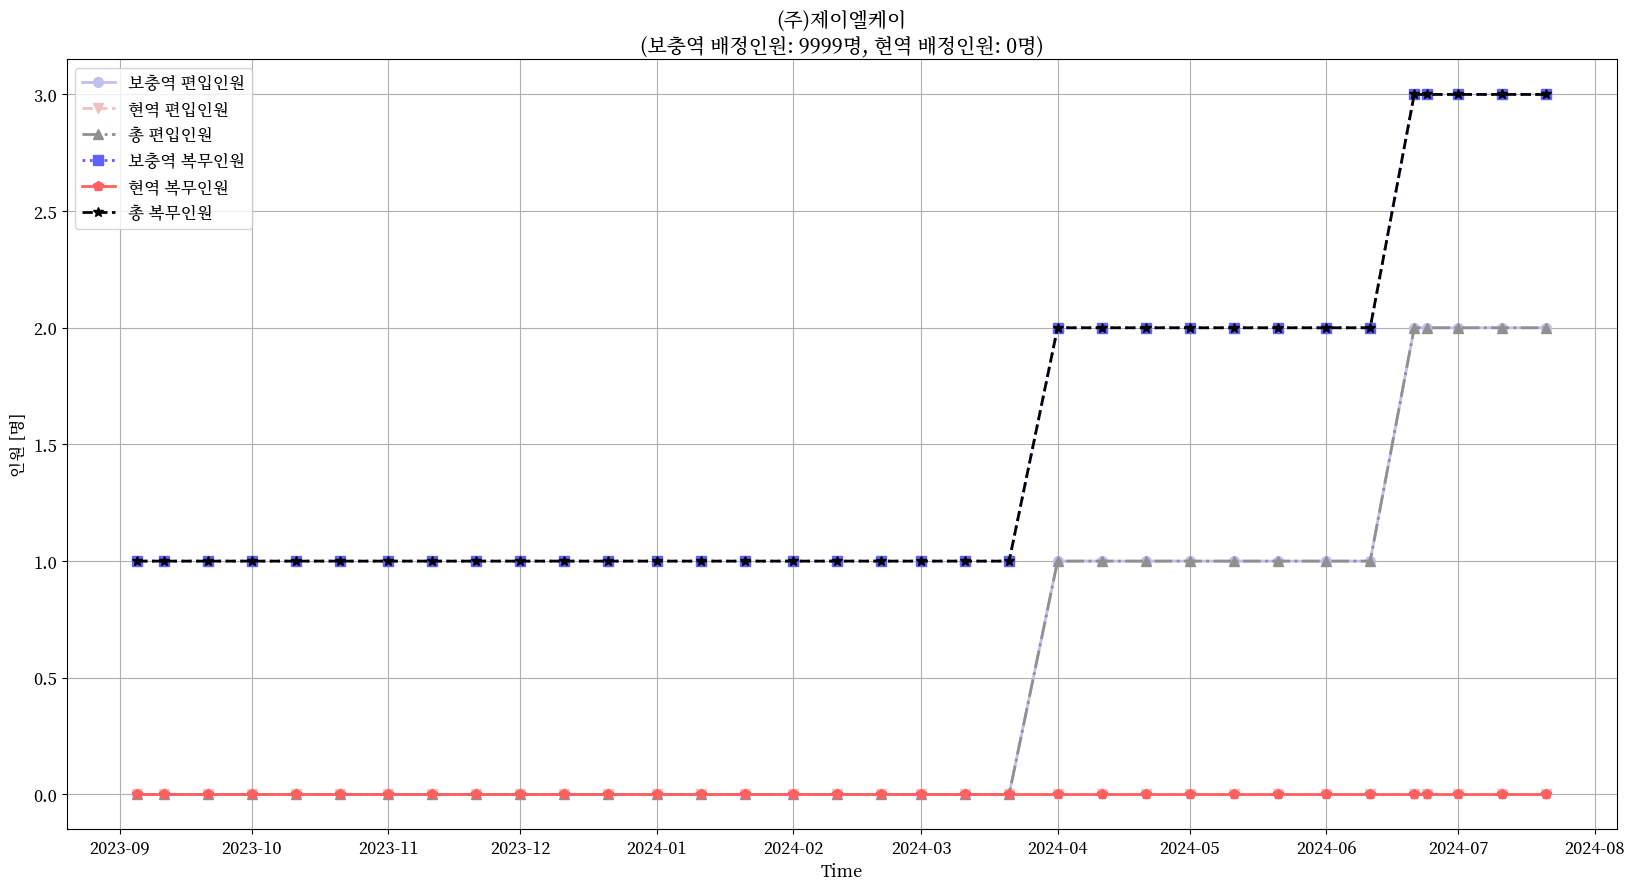 (주)제이엘케이
(보충역 배정인원: 9999명, 현역 배정인원: 0명)
보충역 편입인원
현역 편입인원
총 편입인원
보충역 복무인원
현역 복무인원
총 복무인원
3.0
2.5
2.0
1.5
1.0
0.5
0.0
인원 [명]
2023-09 2023-10 2023-11 2023-12 2024-01 2024-02 2024-03 2024-04 2024-05 2024-06 2024-07 2024-08
Time